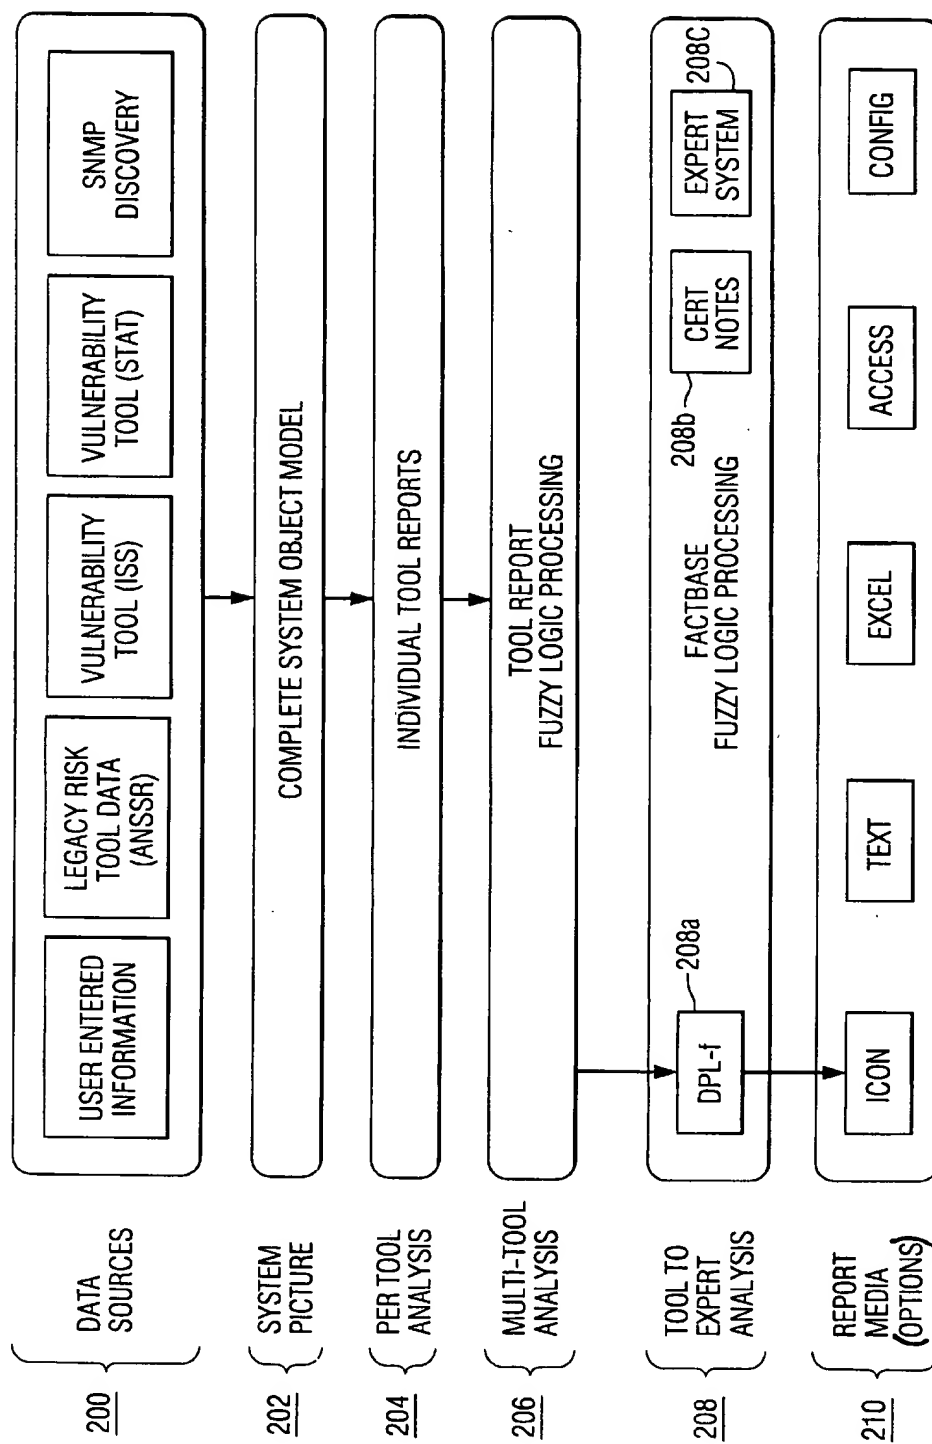 200
DATA
SOURCES
USER ENTERED
INFORMATION
LEGACY RISK
TOOL DATA
(ANSSR)
VULNERABILITY
TOOL (ISS)
VULNERABILITY
TOOL (STAT)
SNMP
DISCOVERY
202
SYSTEM
PICTURE
COMPLETE SYSTEM OBJECT MODEL
204
PER TOOL
ANALYSIS
INDIVIDUAL TOOL REPORTS
206
MULTI-TOOL
ANALYSIS
TOOL REPORT
FUZZY LOGIC PROCESSING
208
TOOL TO
EXPERT
ANALYSIS
DPL-f
208a
FACTBASE
FUZZY LOGIC PROCESSING
208b
CERT
NOTES
EXPERT
SYSTEM
208C
210
REPORT
MEDIA
(OPTIONS)
ICON
TEXT
EXCEL
ACCESS
CONFIG